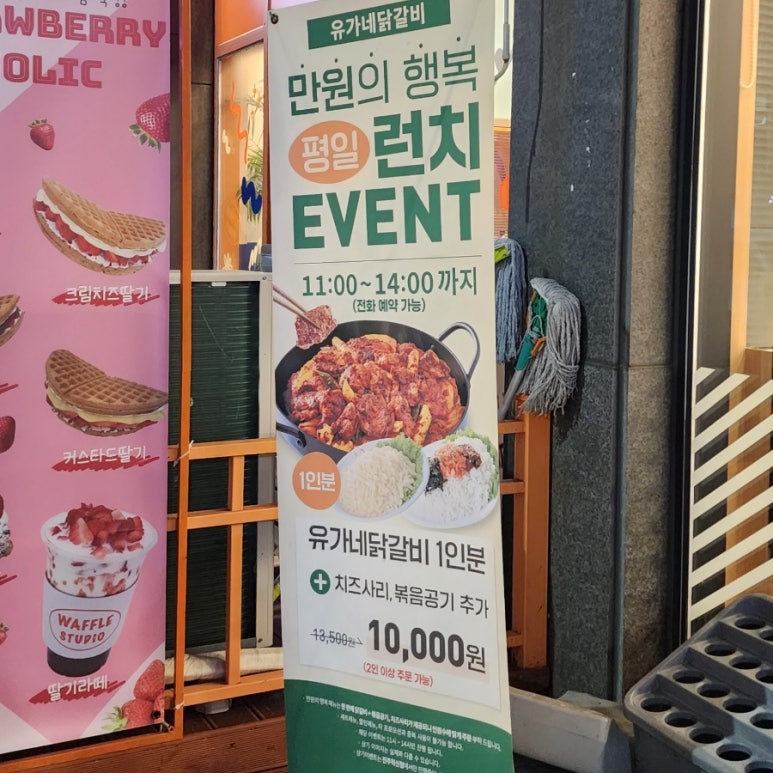 WBERRY
OLIC
크림치즈딸기
커스타드딸기
WAFFLE
STUDIO
딸기라떼
유가네닭갈비
만원의 행복
평일 런치
EVENT
11:00~14:00 까지
(전화 예약 가능)
1인분
유가네닭갈비 1인분
+ 치즈사리, 볶음공기 추가
13,500원 10,000원
(2인 이상 주문 가능)